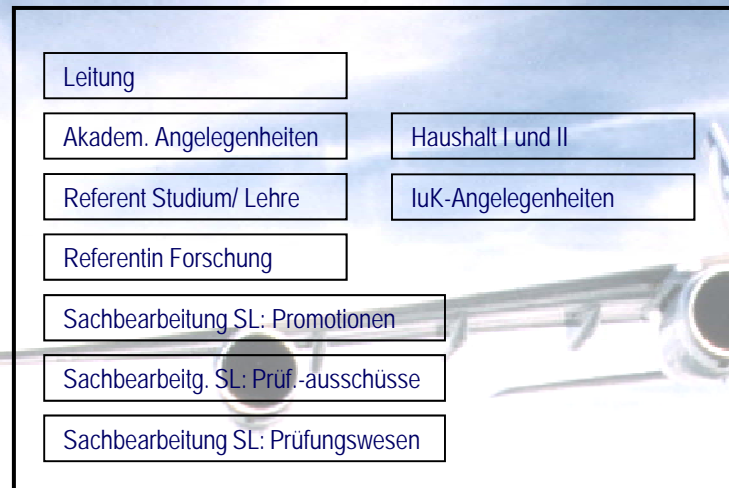 Leitung
Akadem. Angelegenheiten
Haushalt I und II
Referent Studium/ Lehre
IuK-Angelegenheiten
Referentin Forschung
Sachbearbeitung SL: Promotionen
Sachbearbeitg. SL: Prüf.-ausschüsse
Sachbearbeitung SL: Prüfungswesen